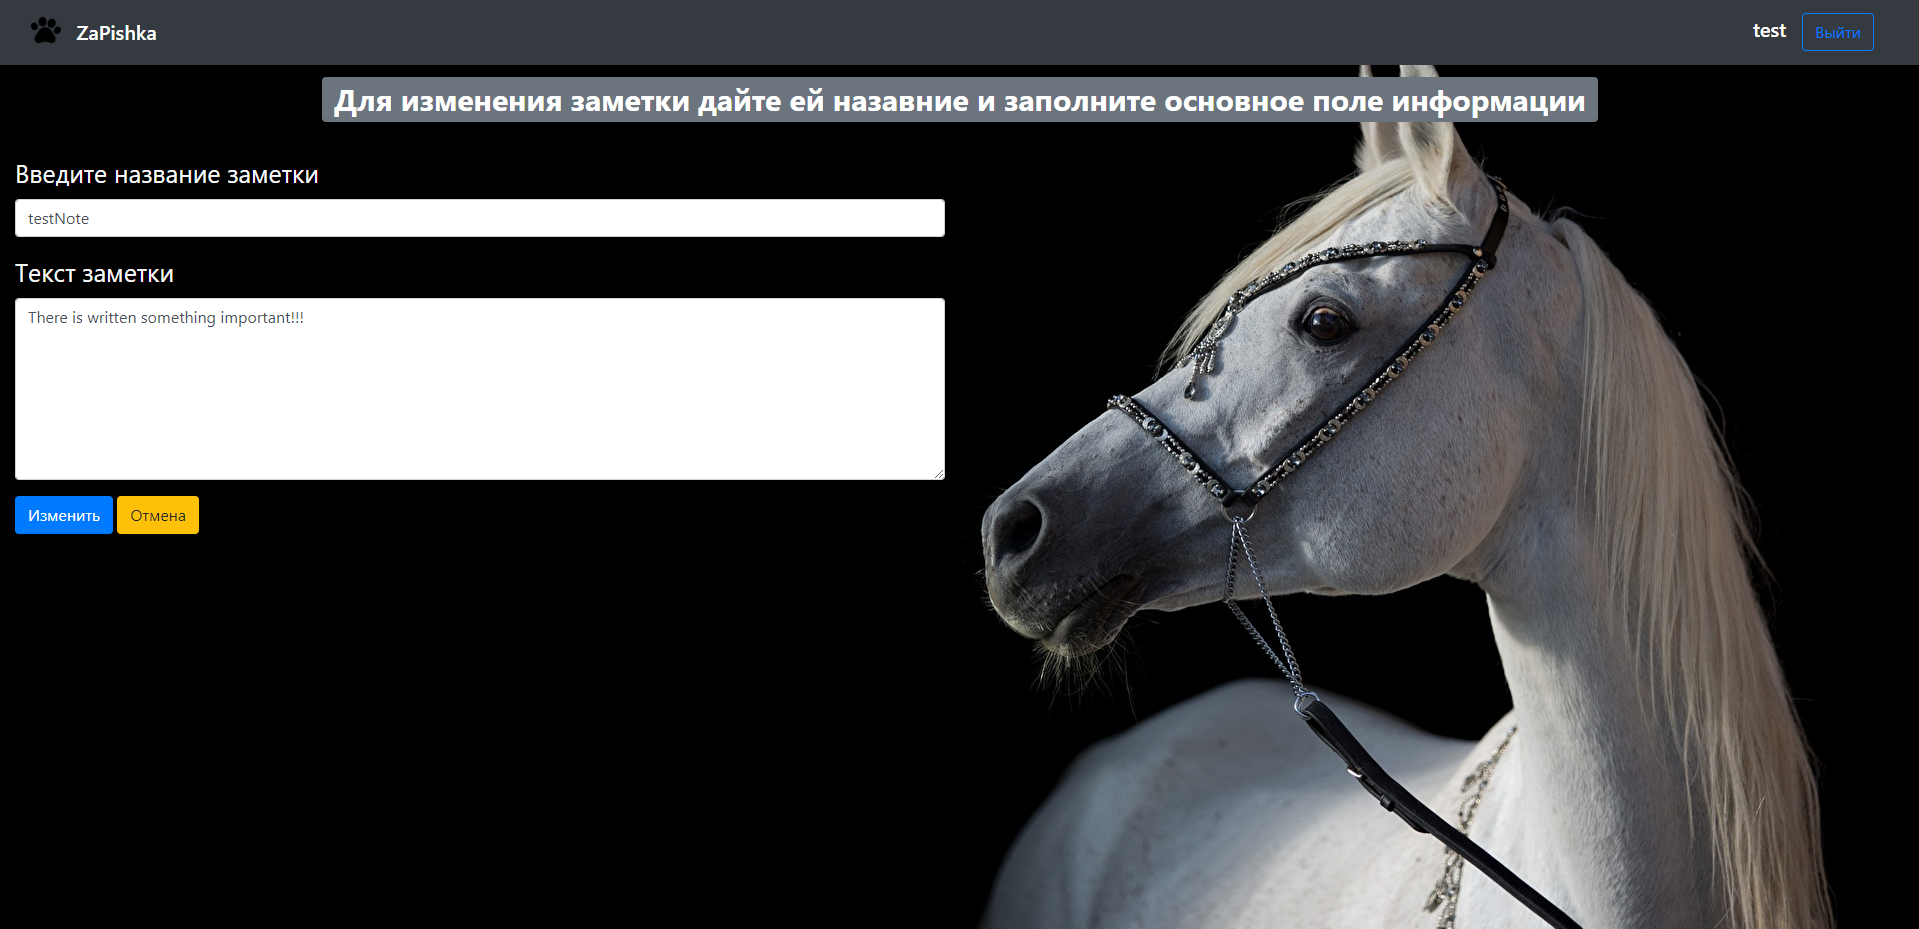 ZaPishka
test
Выйти
Для изменения заметки дайте ей назавние и заполните основное поле информации
Введите название заметки
testNote
Текст заметки
There is written something important!!!
Изменить
Отмена